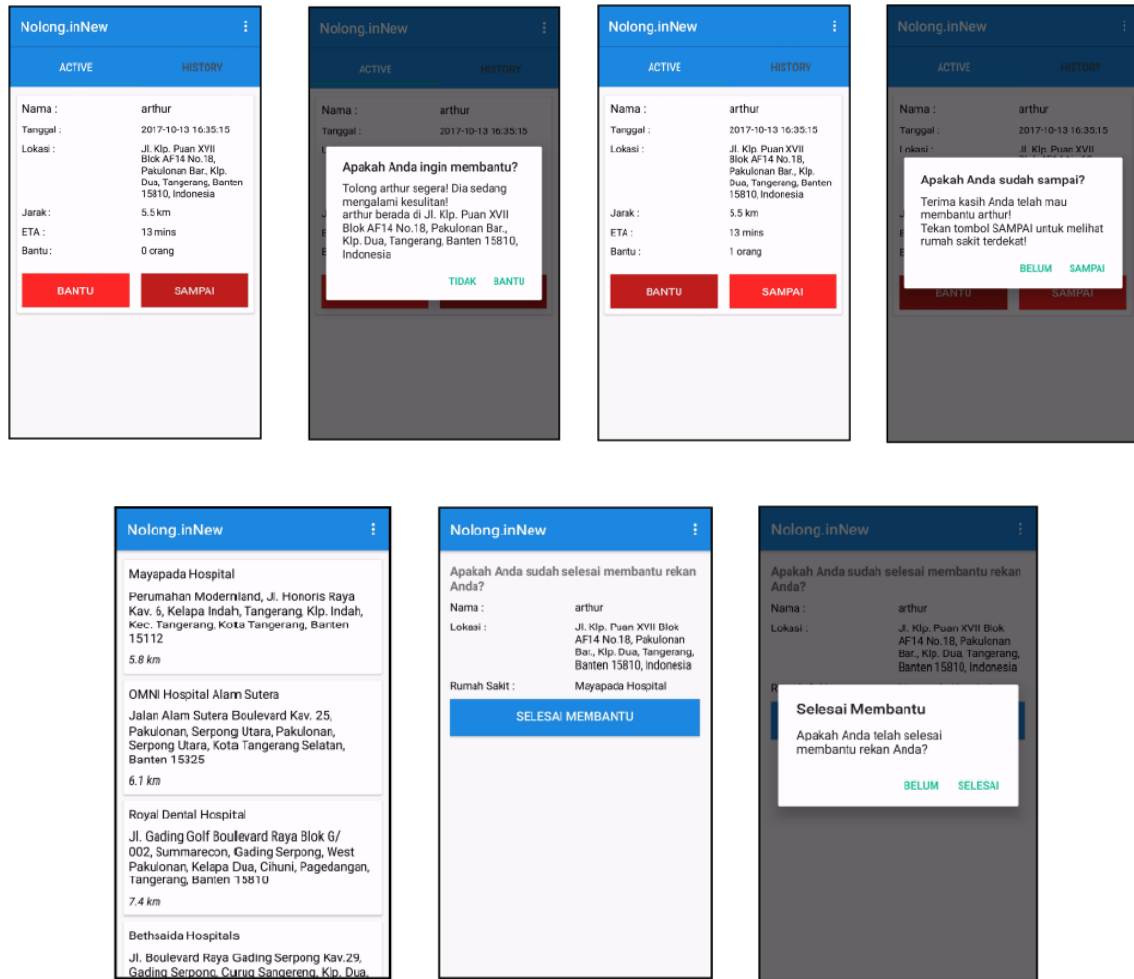 Nolong.inNew
ACTIVE HISTORY
Nama : arthur
Tanggal : 2017-10-13 16:35:15
Lokasi : Jl. Klp. Puan XVII
Blok AF14 No.18,
Pakulonan Bar., Klp.
Dua, Tangerang, Banten
15810, Indonesia
Jarak : 5.5 km
ETA : 13 mins
Bantu : 0 orang
BANTU SAMPAI
Nolong.inNew
ACTIVE HISTORY
Nama : arthur
Tanggal : 2017-10-13 16:35:15
Apakah Anda ingin membantu?
Tolong arthur segera! Dia sedang
mengalami kesulitan!
arthur berada di Jl. Klp. Puan XVII
Blok AF14 No.18, Pakulonan Bar.,
Klp. Dua, Tangerang, Banten 15810,
Indonesia
TIDAK BANTU
Nolong.inNew
ACTIVE HISTORY
Nama : arthur
Tanggal : 2017-10-13 16:35:15
Lokasi : Jl. Klp. Puan XVII
Blok AF14 No.18,
Pakulonan Bar., Klp.
Dua, Tangerang, Banten
15810, Indonesia
Jarak : 5.5 km
ETA : 13 mins
Bantu : 1 orang
BANTU SAMPAI
Nolong.inNew
ACTIVE HISTORY
Nama : arthur
Tanggal : 2017-10-13 16:35:15
Lokasi : Jl. Klp. Puan XVII
Apakah Anda sudah sampai?
Terima kasih Anda telah mau
membantu arthur!
Tekan tombol SAMPAI untuk melihat
rumah sakit terdekat!
BELUM SAMPAI
BANTU SAMPAI
Nolong.inNew
Mayapada Hospital
Perumahan Modernland, Jl. Honoris Raya
Kav. 6, Kelapa Indah, Tangerang, Klp. Indah,
Kec. Tangerang, Kota Tangerang, Banten
15112
5.8 km
OMNI Hospital Alam Sutera
Jalan Alam Sutera Boulevard Kav. 25,
Pakulonan, Serpong Utara, Pakulonan,
Serpong Utara, Kota Tangerang Selatan,
Banten 15325
6.1 km
Royal Dental Hospital
Jl. Gading Golf Boulevard Raya Blok G/
002, Summarecon, Gading Serpong, West
Pakulonan, Kelapa Dua, Cihuni, Pagedangan,
Tangerang, Banten 15810
7.4 km
Bethsaida Hospitals
Jl. Boulevard Raya Gading Serpong Kav.29,
Gading Serpong, Curug Sangereng, Klp. Dua,
Nolong.inNew
Apakah Anda sudah selesai membantu rekan
Anda?
Nama : arthur
Lokasi : Jl. Klp. Puan XVII Blok
AF14 No.18, Pakulonan
Bar., Klp. Dua, Tangerang,
Banten 15810, Indonesia
Rumah Sakit : Mayapada Hospital
SELESAI MEMBANTU
Nolong.inNew
Apakah Anda sudah selesai membantu rekan
Anda?
Nama : arthur
Lokasi : Jl. Klp. Puan XVII Blok
AF14 No.18, Pakulonan
Bar., Klp. Dua, Tangerang,
Banten 15810, Indonesia
Selesai Membantu
Apakah Anda telah selesai
membantu rekan Anda?
BELUM SELESAI